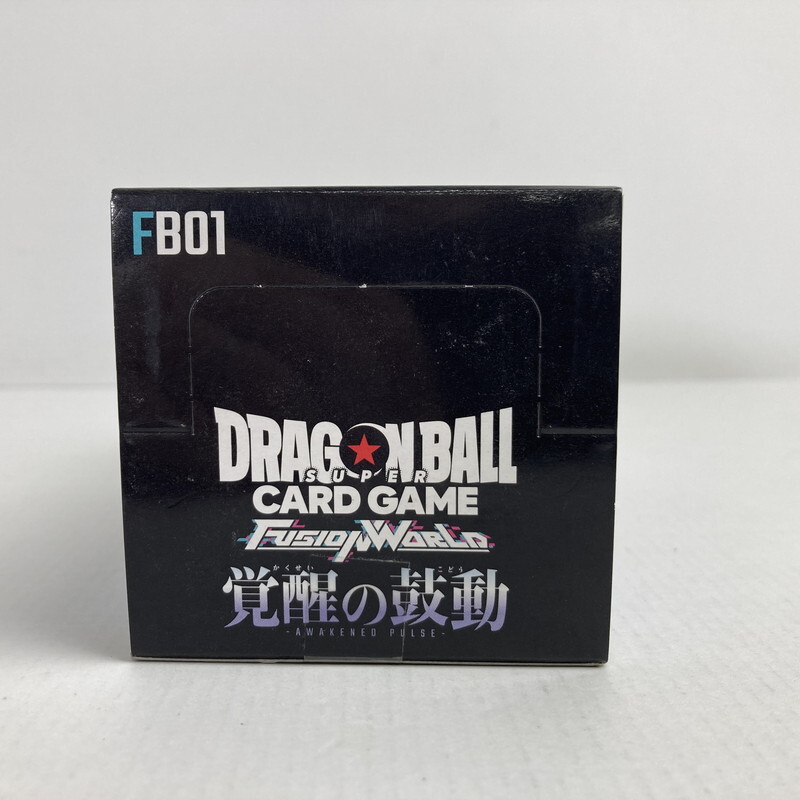 FB01
DRAGON BALL
SUPER
CARD GAME
FUSION WORLD
かくせい こどう
覚醒の鼓動
-AWAKENED PULSE-